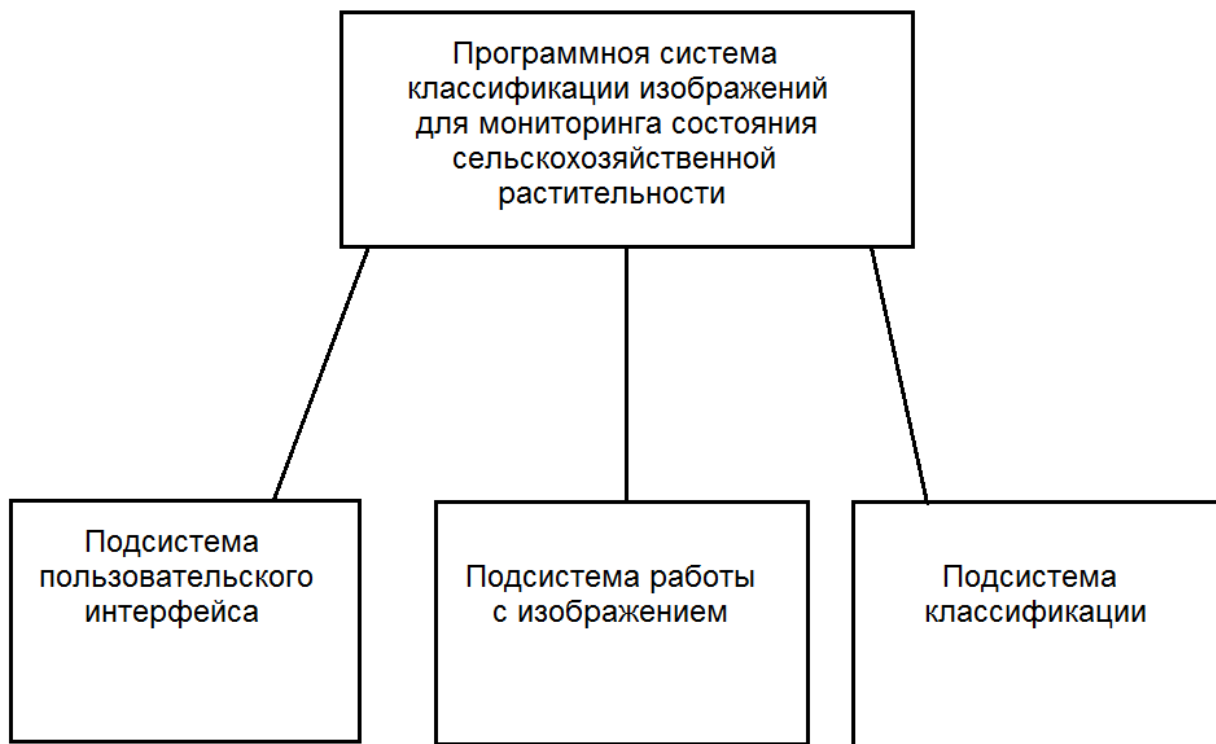 Программноя система
классификации изображений
для мониторинга состояния
сельскохозяйственной
растительности
Подсистема
пользовательского
интерфейса
Подсистема работы
с изображением
Подсистема
классификации